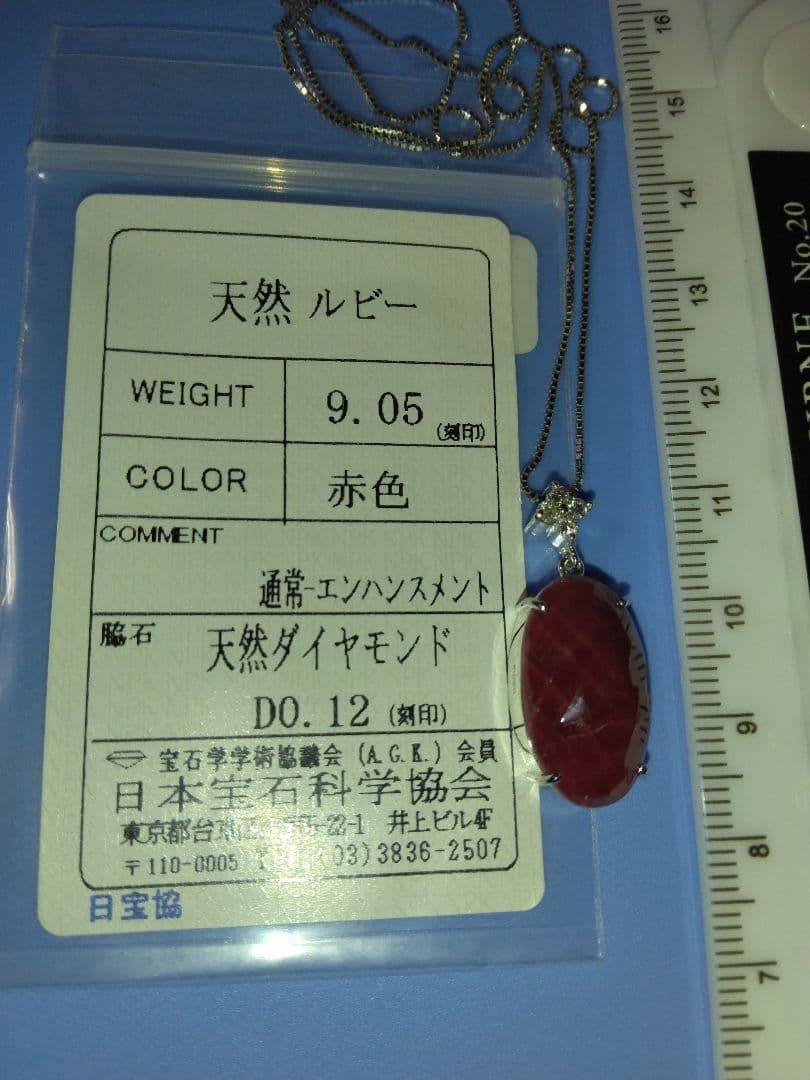 天然 ルビー
WEIGHT 9.05 (刻印)
COLOR 赤色
COMMENT
通常-エンハンスメント
脇石 天然ダイヤモンド
D0.12 (刻印)
宝石学学術協議会 (A.G.K.) 会員
日本宝石科学協会
東京都台 5-22-1 井上ビル4F
〒110-0005 (03)3836-2507
日宝協
16
15
14
13
12
11
10
9
8
7
No.20